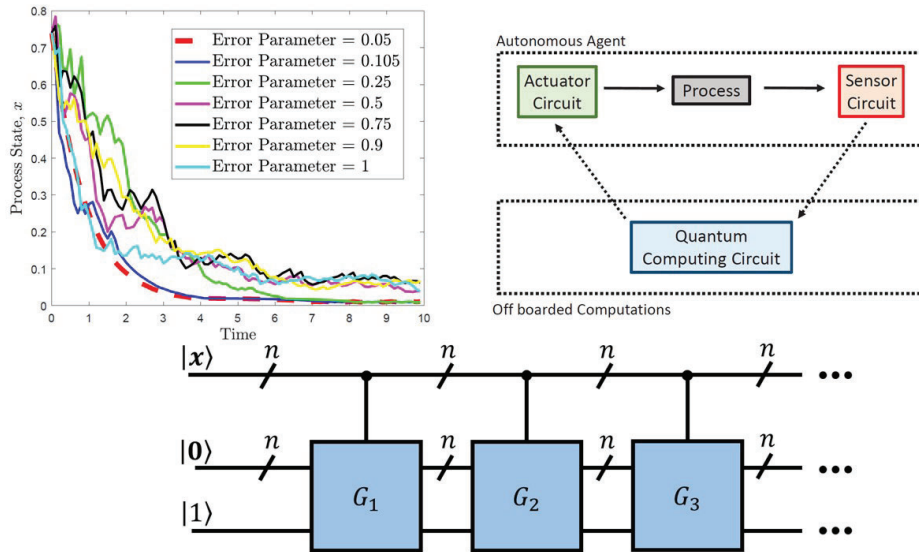 0.8
0.7
0.6
0.5
0.4
0.3
0.2
0.1
0
Process State, x
0 1 2 3 4 5 6 7 8 9 10
Time
Error Parameter = 0.05
Error Parameter = 0.105
Error Parameter = 0.25
Error Parameter = 0.5
Error Parameter = 0.75
Error Parameter = 0.9
Error Parameter = 1
Autonomous Agent
Actuator
Circuit
Process
Sensor
Circuit
Quantum
Computing Circuit
Off boarded Computations
|x⟩ n n n n
|0⟩ n n n n
G₁ G₂ G₃
|1⟩